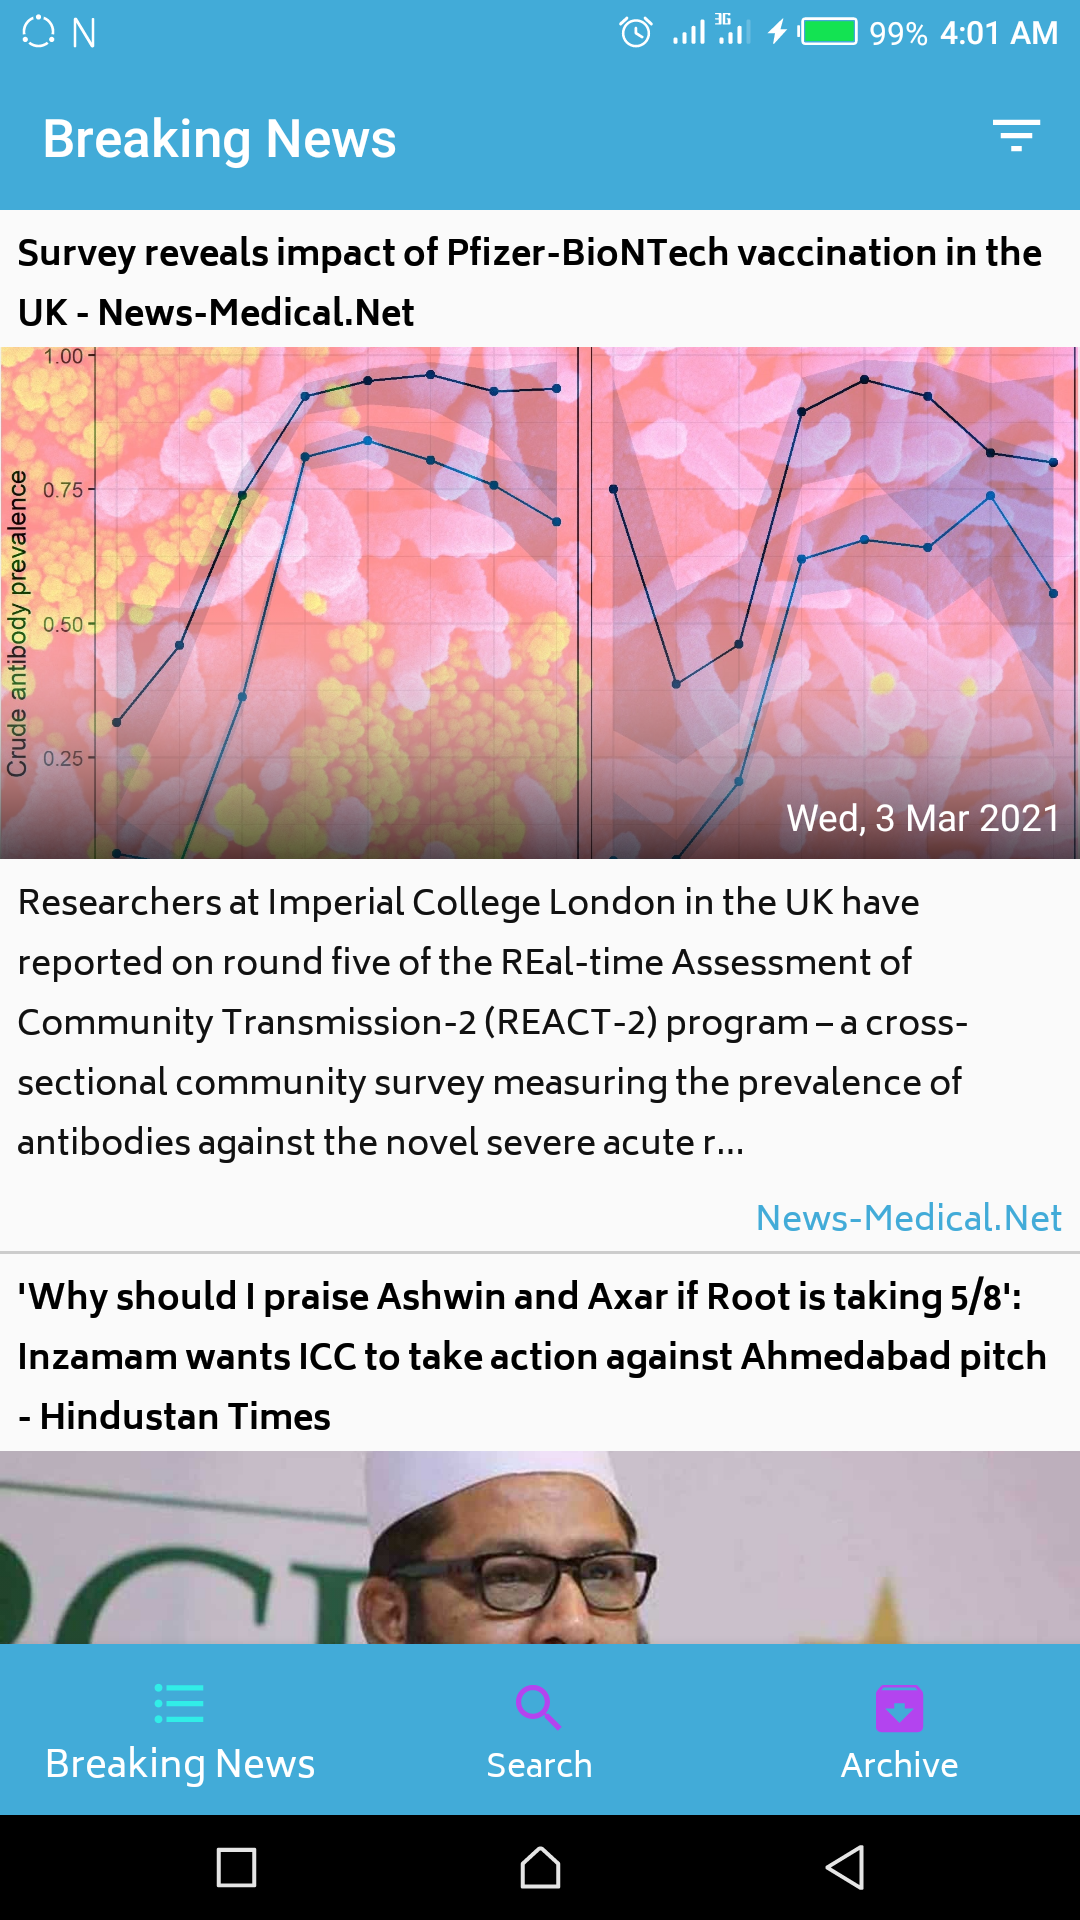 N 3G 99% 4:01 AM
Breaking News
Survey reveals impact of Pfizer-BioNTech vaccination in the
UK - News-Medical.Net
1.00
0.75
0.50
0.25
Crude antibody prevalence
Wed, 3 Mar 2021
Researchers at Imperial College London in the UK have
reported on round five of the REal-time Assessment of
Community Transmission-2 (REACT-2) program – a cross-
sectional community survey measuring the prevalence of
antibodies against the novel severe acute r...
News-Medical.Net
'Why should I praise Ashwin and Axar if Root is taking 5/8':
Inzamam wants ICC to take action against Ahmedabad pitch
- Hindustan Times
Breaking News
Search
Archive